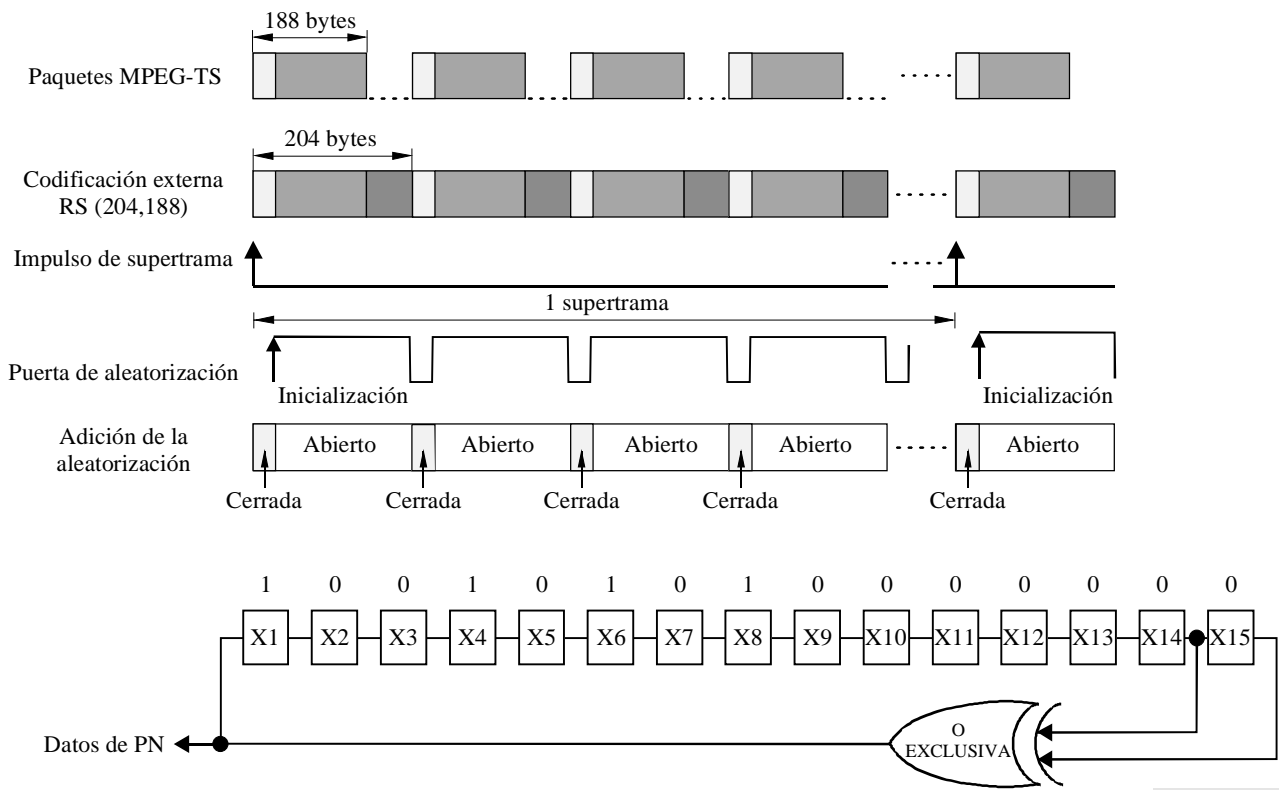 188 bytes
Paquetes MPEG-TS
204 bytes
Codificación externa
RS (204,188)
Impulso de supertrama
1 supertrama
Puerta de aleatorización
Inicialización
Inicialización
Adición de la
aleatorización
Abierto Abierto Abierto Abierto Abierto
Cerrada Cerrada Cerrada Cerrada Cerrada
1 0 0 1 0 1 0 1 0 0 0 0 0 0 0
X1 X2 X3 X4 X5 X6 X7 X8 X9 X10 X11 X12 X13 X14 X15
Datos de PN
O
EXCLUSIVA